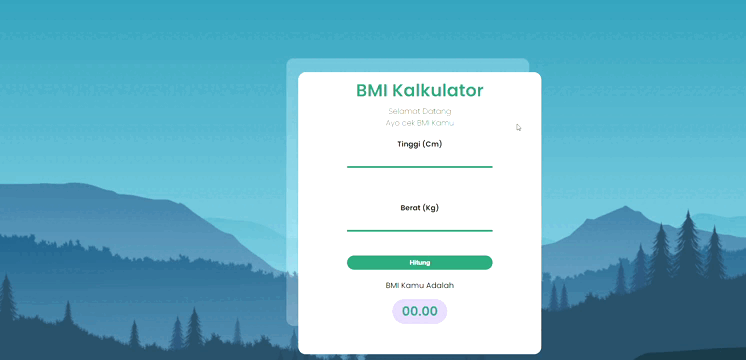 BMI Kalkulator
Selamat Datang
Ayo cek BMI Kamu
Tinggi (Cm)
Berat (Kg)
Hitung
BMI Kamu Adalah
00.00